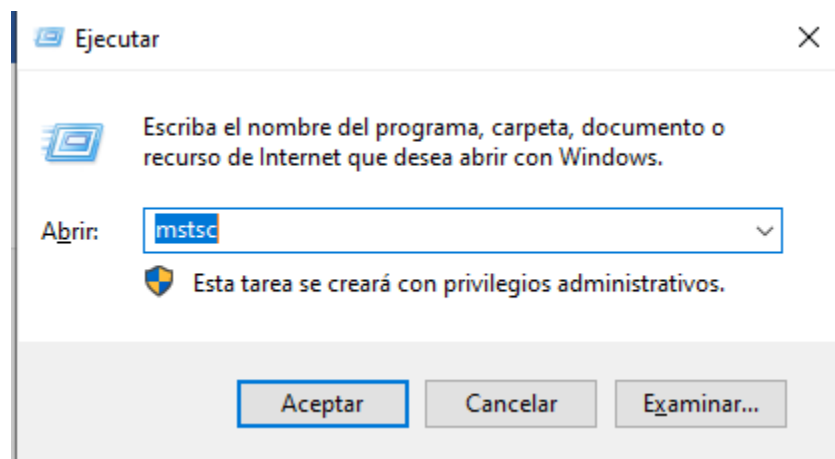 Ejecutar
Escriba el nombre del programa, carpeta, documento o
recurso de Internet que desea abrir con Windows.
Abrir:
mstsc
Esta tarea se creará con privilegios administrativos.
Aceptar
Cancelar
Examinar...